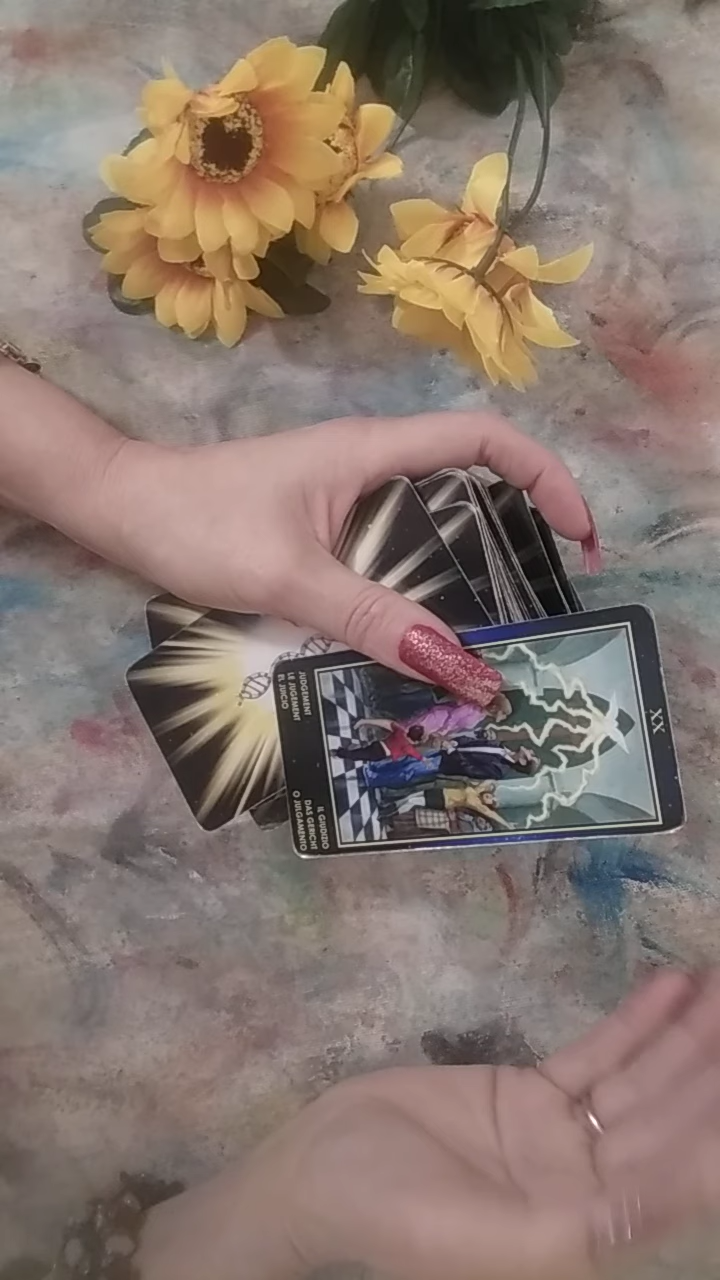 XX
JUDGEMENT
LE JUGEMENT
EL JUICIO
IL GIUDIZIO
DAS GERICHT
O JULGAMENTO